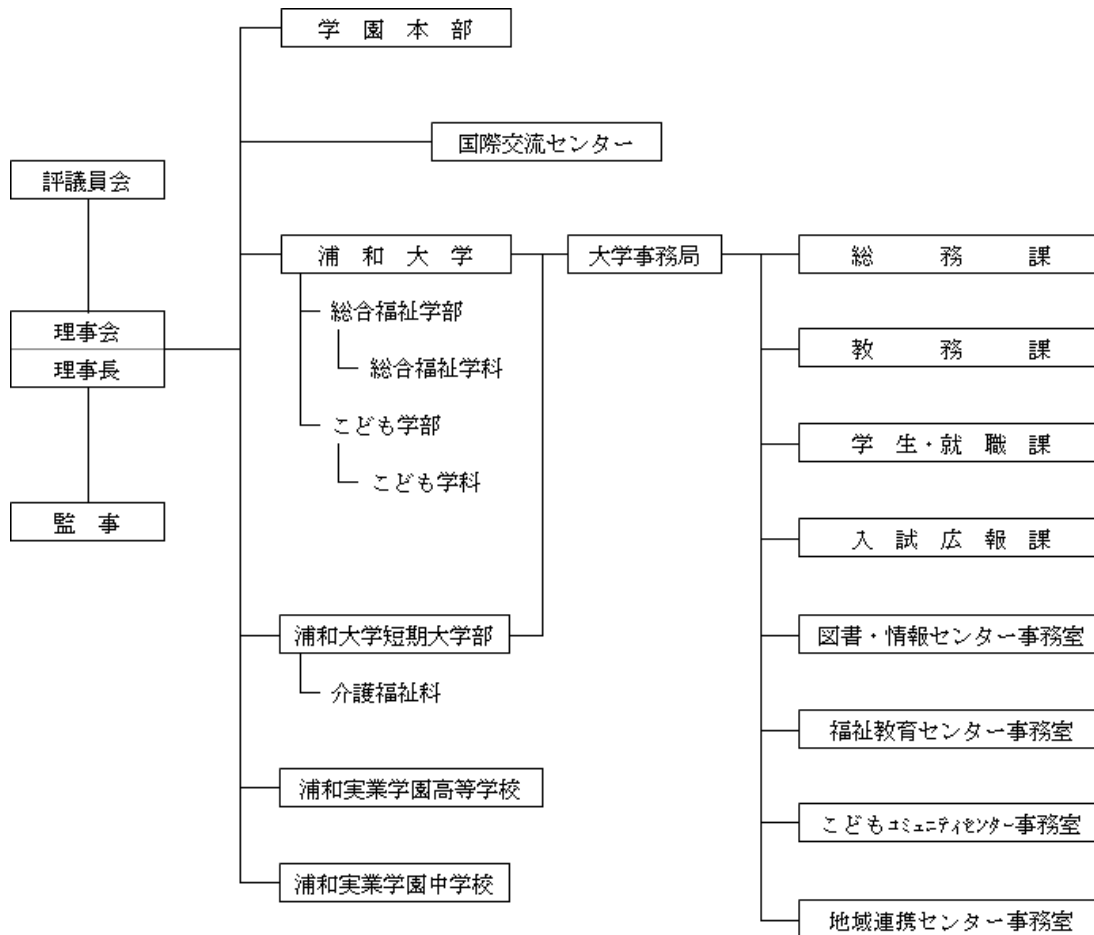 学園本部
国際交流センター
評議員会
浦和大学
大学事務局
総務課
総合福祉学部
理事会
教務課
理事長
総合福祉学科
こども学部
学生・就職課
こども学科
監事
入試広報課
浦和大学短期大学部
図書・情報センター事務室
介護福祉科
福祉教育センター事務室
浦和実業学園高等学校
こどもコミュニティセンター事務室
浦和実業学園中学校
地域連携センター事務室